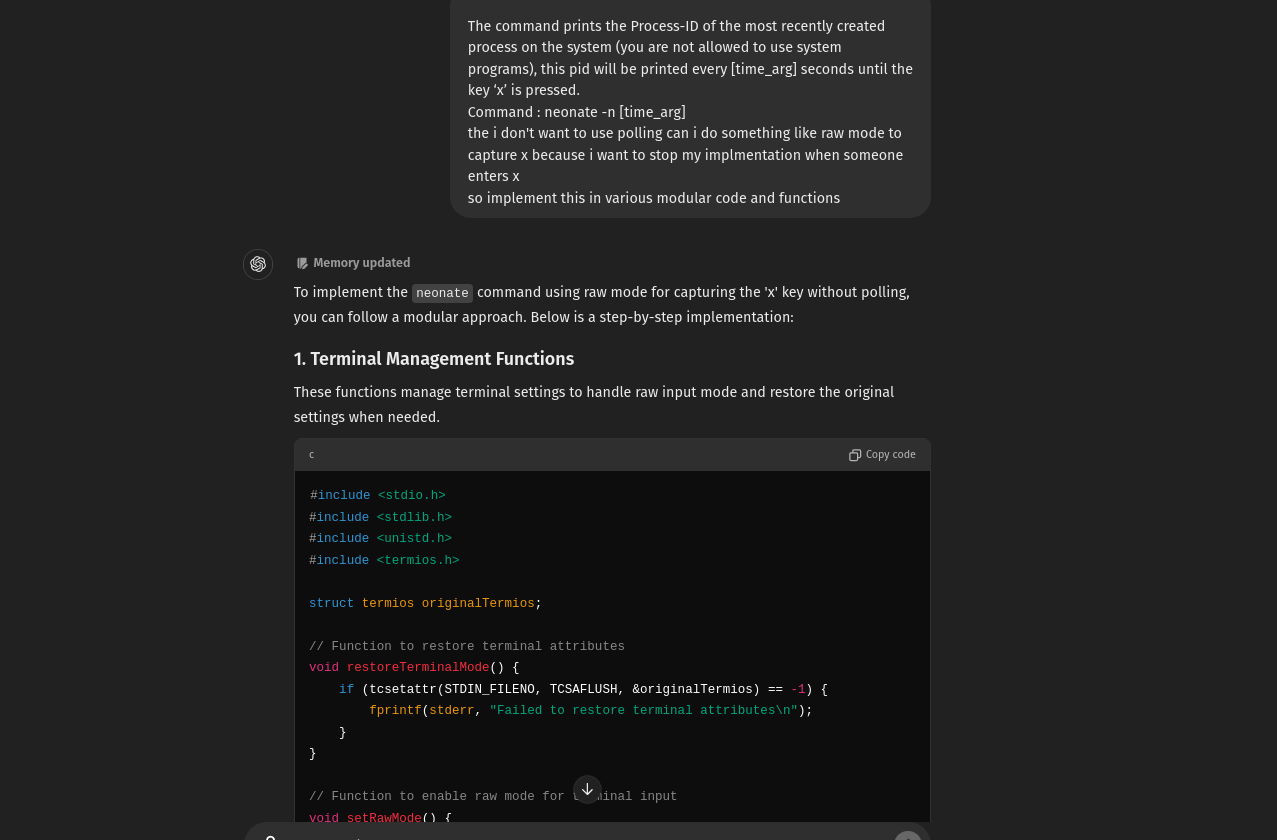 The command prints the Process-ID of the most recently created
process on the system (you are not allowed to use system
programs), this pid will be printed every [time_arg] seconds until the
key ‘x’ is pressed.
Command : neonate -n [time_arg]
the i don't want to use polling can i do something like raw mode to
capture x because i want to stop my implmentation when someone
enters x
so implement this in various modular code and functions
Memory updated
To implement the neonate command using raw mode for capturing the 'x' key without polling,
you can follow a modular approach. Below is a step-by-step implementation:
1. Terminal Management Functions
These functions manage terminal settings to handle raw input mode and restore the original
settings when needed.
c Copy code
#include <stdio.h>
#include <stdlib.h>
#include <unistd.h>
#include <termios.h>
struct termios originalTermios;
// Function to restore terminal attributes
void restoreTerminalMode() {
if (tcsetattr(STDIN_FILENO, TCSAFLUSH, &originalTermios) == -1) {
fprintf(stderr, "Failed to restore terminal attributes\n");
}
}
// Function to enable raw mode for input
void setRawMode() {